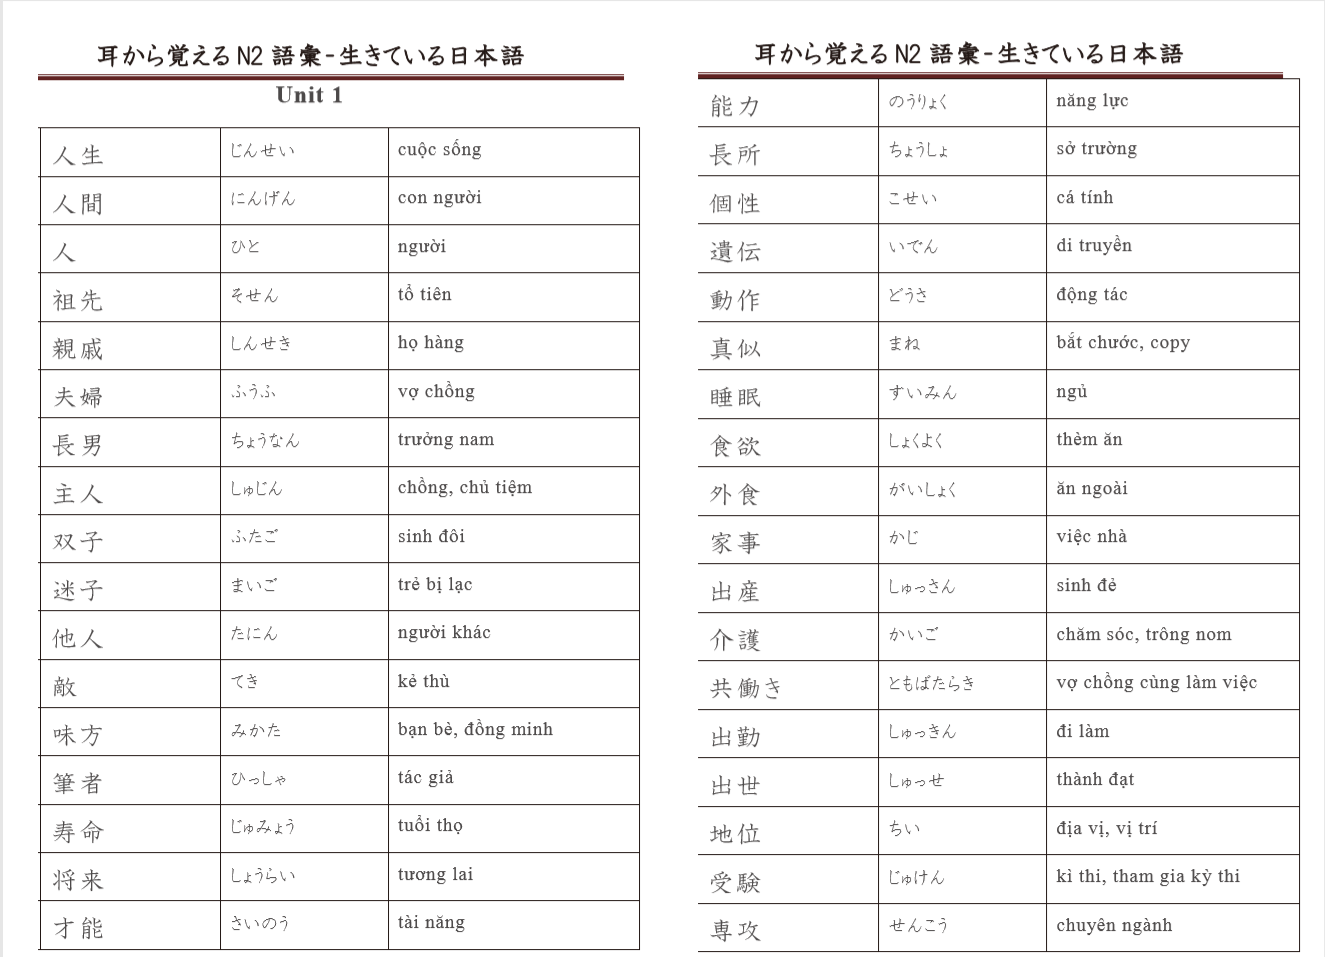 耳から覚える N2 語彙-生きている日本語
Unit 1
人生 じんせい cuộc sống
人間 にんげん con người
人 ひと người
祖先 そせん tổ tiên
親戚 しんせき họ hàng
夫婦 ふうふ vợ chồng
長男 ちょうなん trưởng nam
主人 しゅじん chồng, chủ tiệm
双子 ふたご sinh đôi
迷子 まいご trẻ bị lạc
他人 たにん người khác
敵 てき kẻ thù
味方 みかた bạn bè, đồng minh
筆者 ひっしゃ tác giả
寿命 じゅみょう tuổi thọ
将来 しょうらい tương lai
才能 さいのう tài năng
耳から覚える N2 語彙-生きている日本語
能力 のうりょく năng lực
長所 ちょうしょ sở trường
個性 こせい cá tính
遺伝 いでん di truyền
動作 どうさ động tác
真似 まね bắt chước, copy
睡眠 すいみん ngủ
食欲 しょくよく thèm ăn
外食 がいしょく ăn ngoài
家事 かじ việc nhà
出産 しゅっさん sinh đẻ
介護 かいご chăm sóc, trông nom
共働き ともばたらき vợ chồng cùng làm việc
出勤 しゅっきん đi làm
出世 しゅっせ thành đạt
地位 ちい địa vị, vị trí
受験 じゅけん kì thi, tham gia kỳ thi
専攻 せんこう chuyên ngành